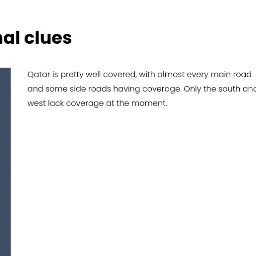 nal clues
Qatar is pretty well covered, with almost every main road
and some side roads having coverage. Only the south and
west lack coverage at the moment.